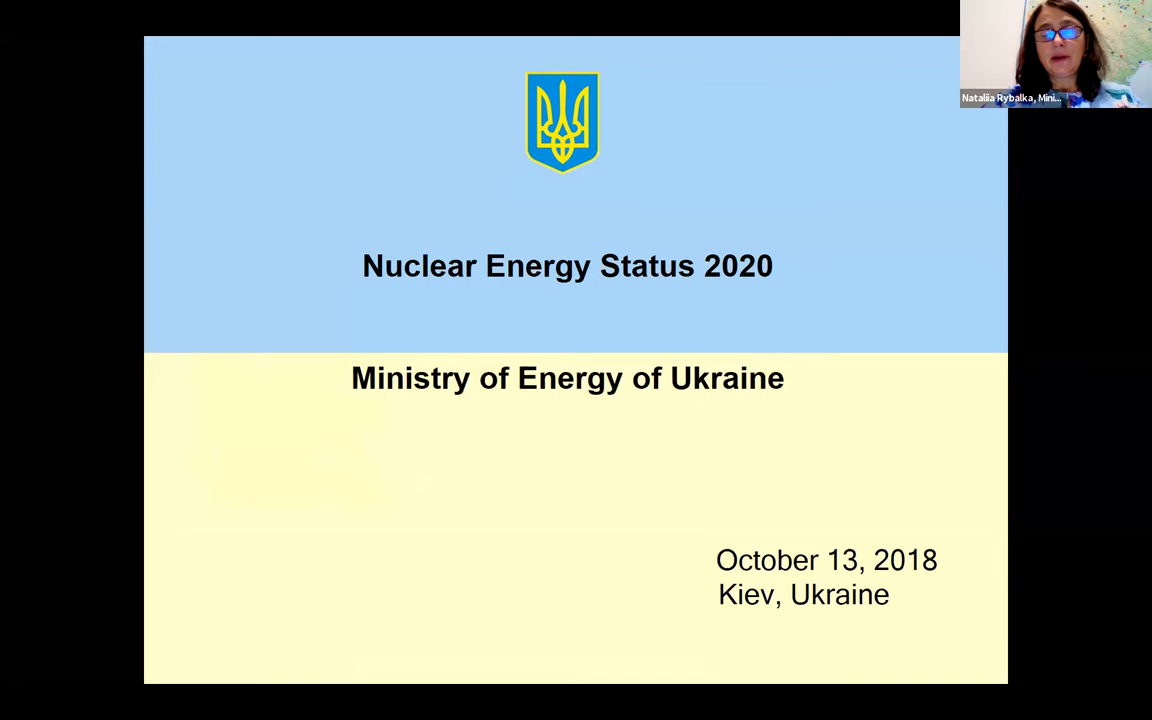 Nataliia Rybalka, Mini...
Nuclear Energy Status 2020
Ministry of Energy of Ukraine
October 13, 2018
Kiev, Ukraine